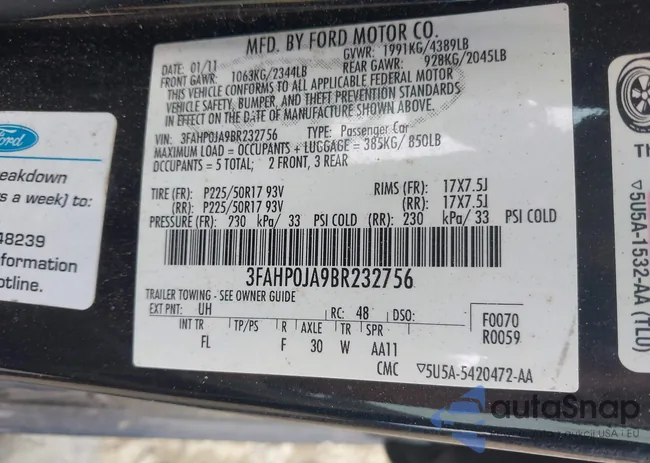 MFD. BY FORD MOTOR CO.
DATE: 01/11
GVWR: 1991KG/4389LB
FRONT GAWR: 1063KG/2344LB
REAR GAWR: 928KG/2045LB
THIS VEHICLE CONFORMS TO ALL APPLICABLE FEDERAL MOTOR
VEHICLE SAFETY, BUMPER, AND THEFT PREVENTION STANDARDS
IN EFFECT ON THE DATE OF MANUFACTURE SHOWN ABOVE.
VIN: 3FAHP0JA9BR232756 TYPE: Passenger Car
MAXIMUM LOAD = OCCUPANTS + LUGGAGE = 385KG/ 850LB
OCCUPANTS = 5 TOTAL; 2 FRONT, 3 REAR
TIRE (FR): P225/50R17 93V RIMS (FR): 17X7.5J
(RR): P225/50R17 93V (RR): 17X7.5J
PRESSURE (FR): 230 kPa/ 33 PSI COLD (RR): 230 kPa/ 33 PSI COLD
3FAHP0JA9BR232756
TRAILER TOWING - SEE OWNER GUIDE
EXT PNT: UH RC: 48 DSO:
INT TR TP/PS R AXLE TR SPR
FL F 30 W AA11
F0070
R0059
CMC ▽5U5A-5420472-AA
Ford
eakdown
s a week) to:
48239
formation
otline.
TH
▽5U5A-1532-AA (TLU)
autoSnap
aukcji USA i EU